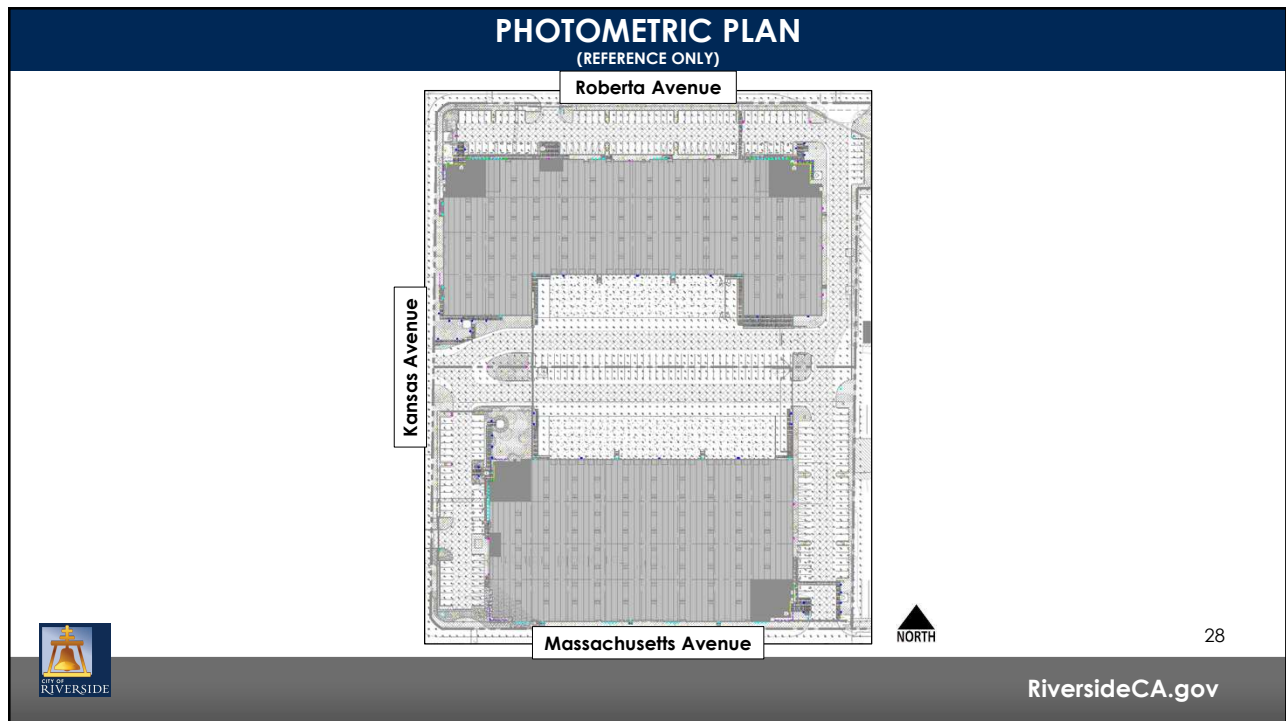 PHOTOMETRIC PLAN
(REFERENCE ONLY)
Roberta Avenue
Kansas Avenue
Massachusetts Avenue
NORTH
28
CITY OF
RIVERSIDE
RiversideCA.gov